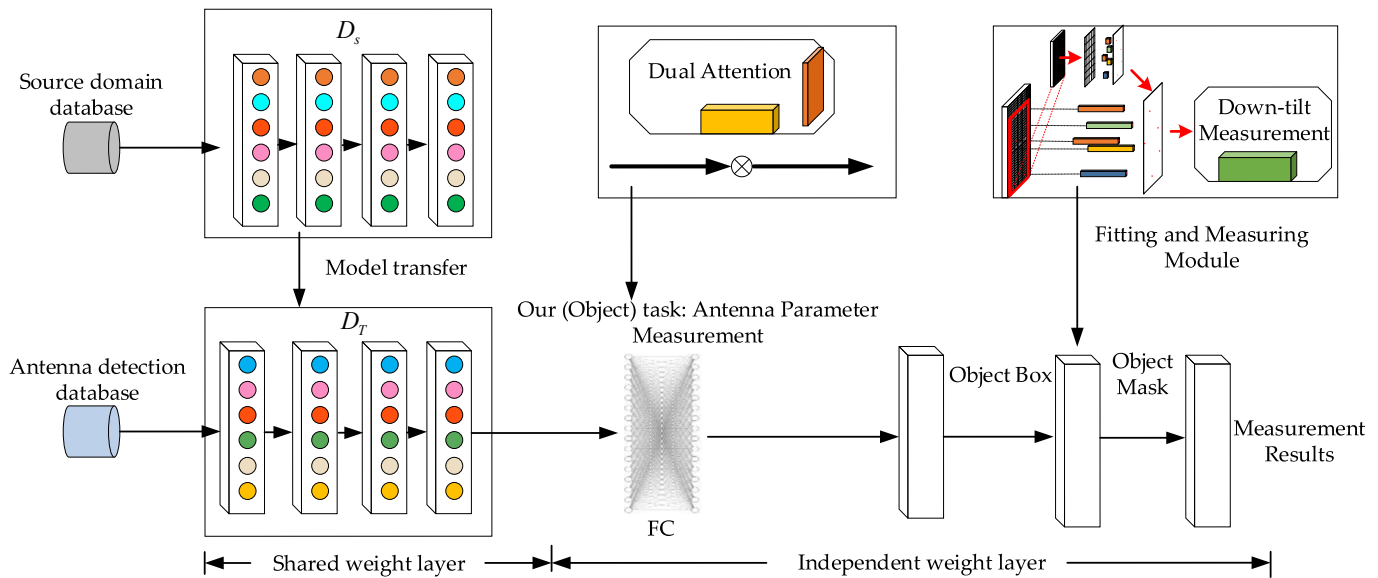 D_s
Source domain
database
Dual Attention
Down-tilt
Measurement
Model transfer
Fitting and Measuring
Module
Our (Object) task: Antenna Parameter
Measurement
D_T
Antenna detection
database
Object Box
Object
Mask
Measurement
Results
FC
Shared weight layer
Independent weight layer